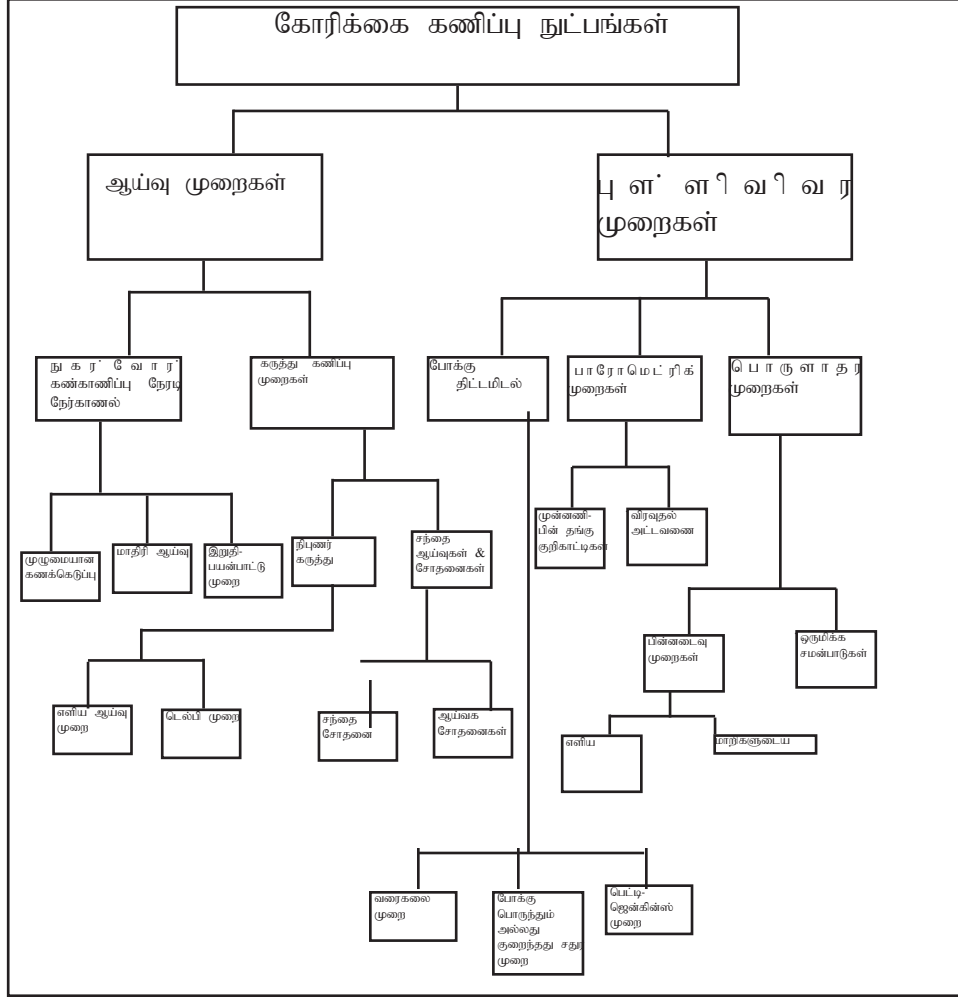 கோரிக்கை கணிப்பு நுட்பங்கள்
ஆய்வு முறைகள்
புள்ளிவிவர
முறைகள்
நுகர்வோர்
கண்காணிப்பு நேரடி
நேர்காணல்
கருத்து கணிப்பு
முறைகள்
போக்கு
திட்டமிடல்
பாரோமெட்ரிக்
முறைகள்
பொருளாதர
முறைகள்
முழுமையான
கணக்கெடுப்பு
மாதிரி ஆய்வு
இறுதி-
பயன்பாட்டு
முறை
நிபுணர்
கருத்து
சந்தை
ஆய்வுகள் &
சோதனைகள்
முன்னணி-
பின் தங்கு
குறிகாட்டிகள்
விரவுதல்
அட்டவணை
பின்னடைவு
முறைகள்
ஒருமிக்க
சமன்பாடுகள்
எளிய ஆய்வு
முறை
டெல்பி முறை
சந்தை
சோதனை
ஆய்வக
சோதனைகள்
எளிய
மாறிகளுடைய
வரைகலை
முறை
போக்கு
பொருந்தும்
அல்லது
குறைந்தது சதுர
முறை
பெட்டி-
ஜென்கின்ஸ்
முறை